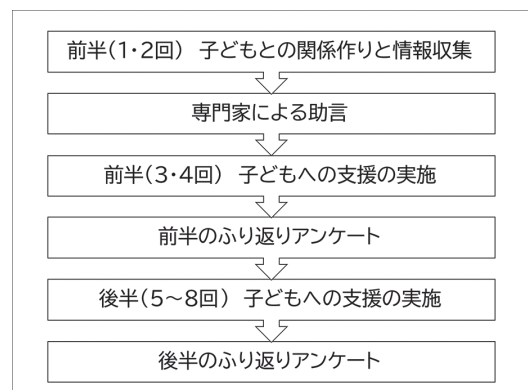 前半(1・2回) 子どもとの関係作りと情報収集
専門家による助言
前半(3・4回) 子どもへの支援の実施
前半のふり返りアンケート
後半(5～8回) 子どもへの支援の実施
後半のふり返りアンケート